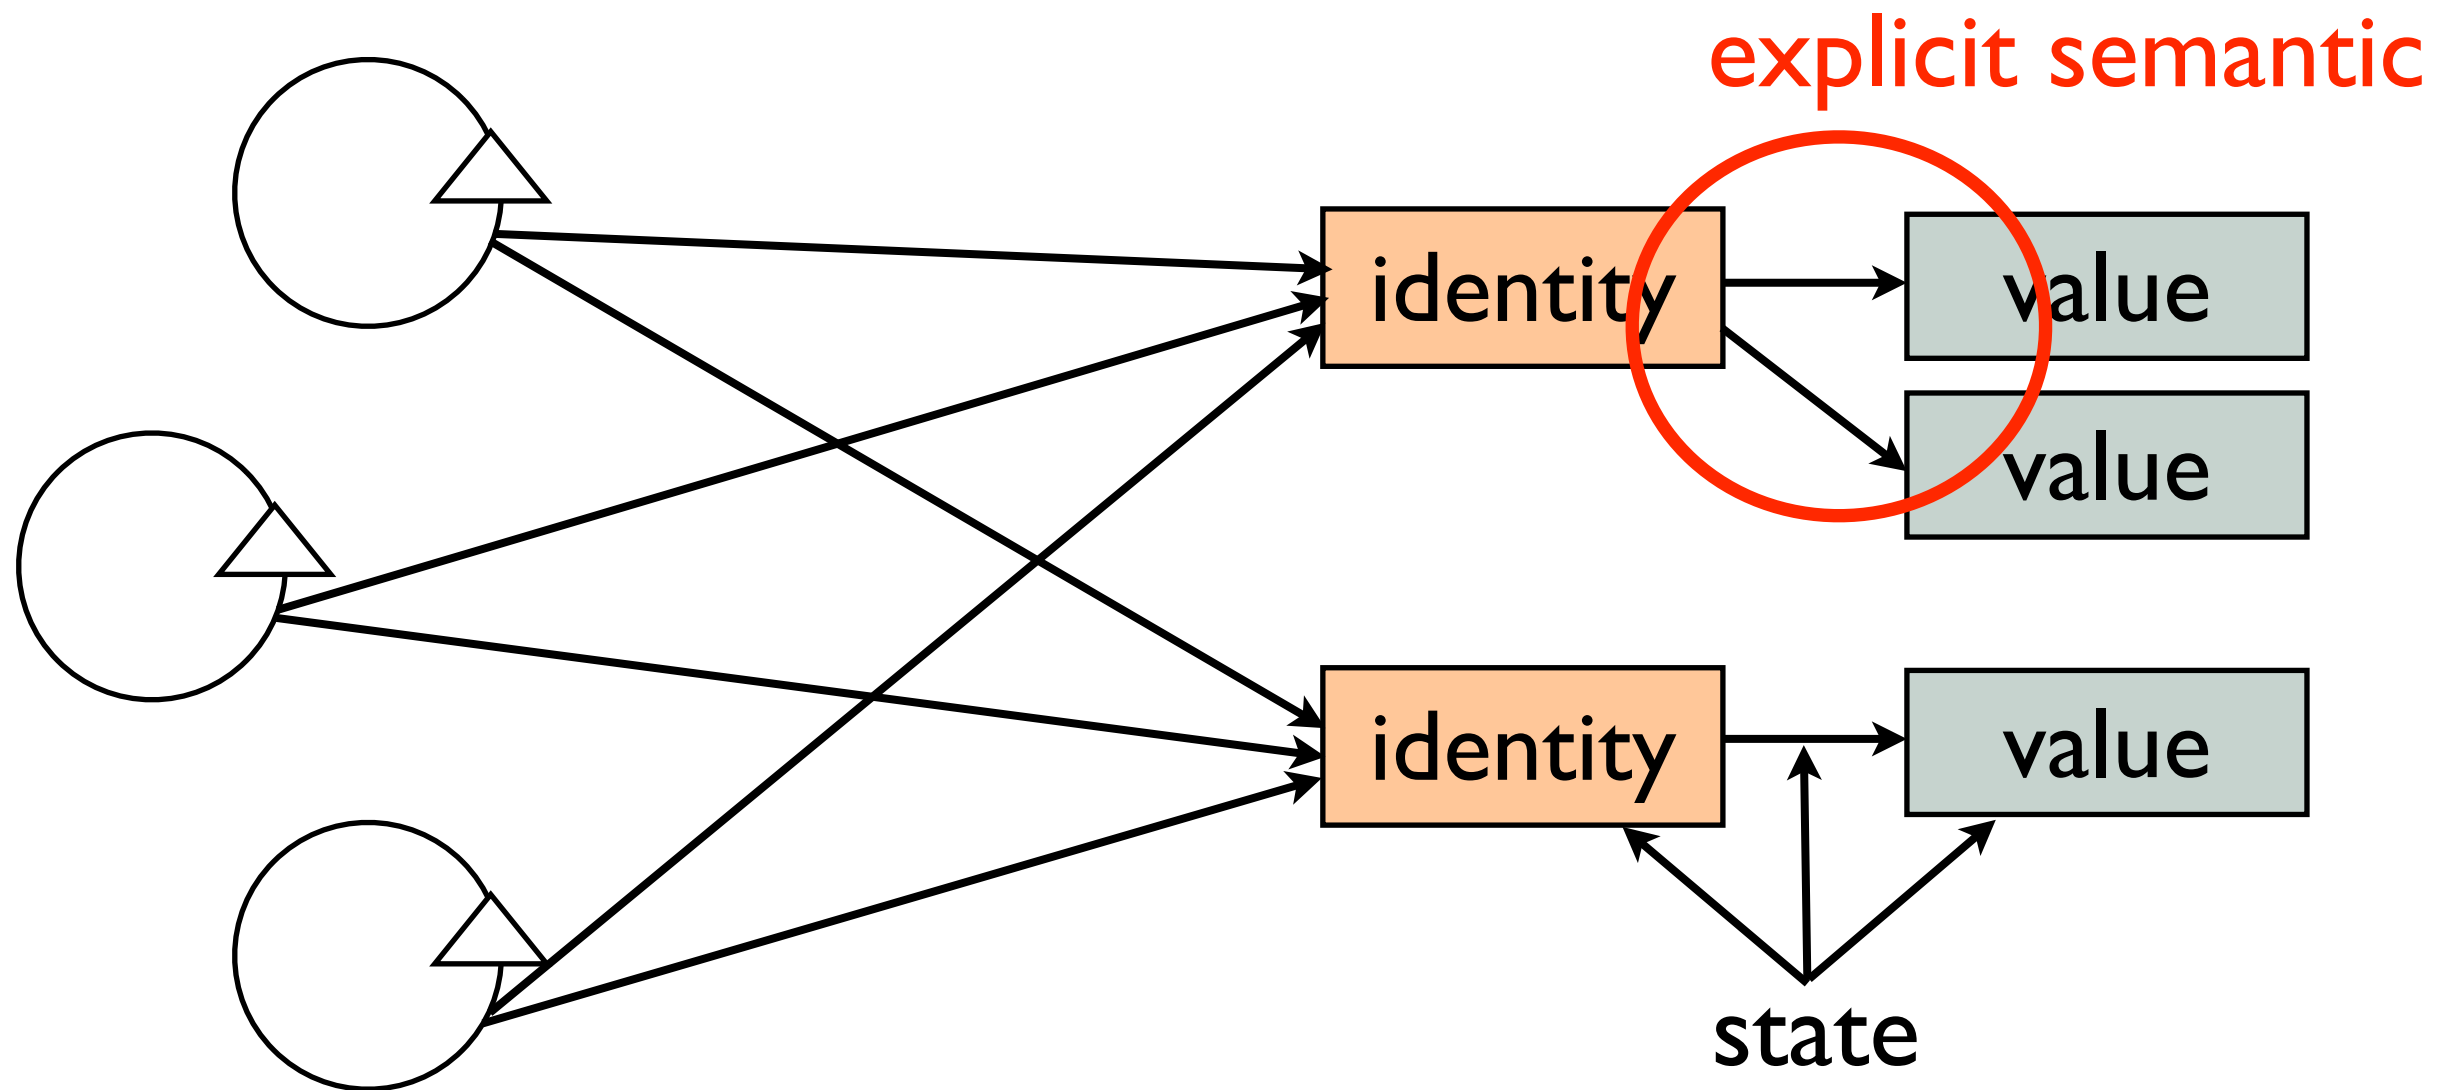 explicit semantic
identity
value
value
identity
value
state